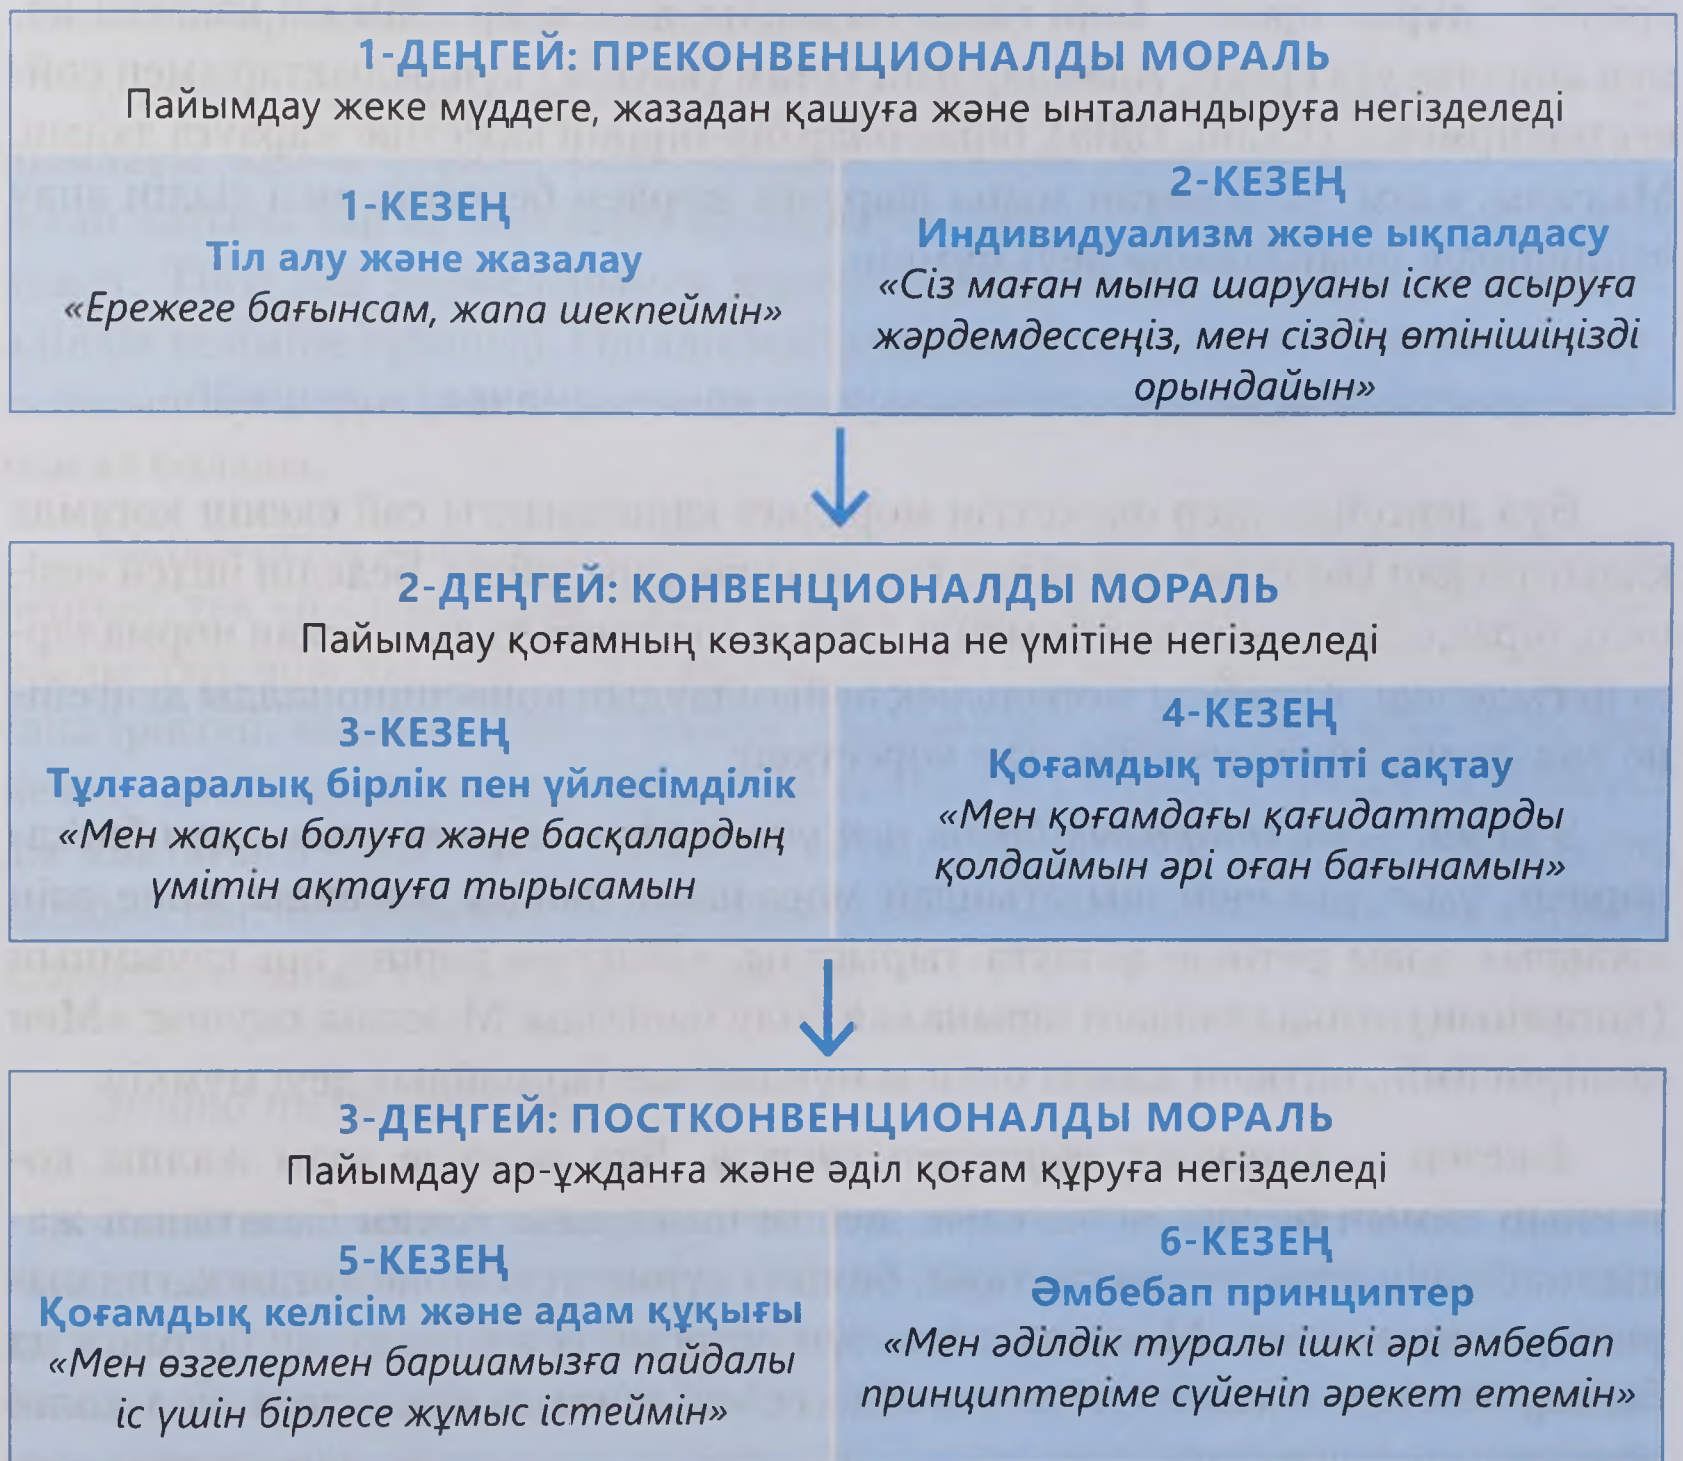 1-ДЕҢГЕЙ: ПРЕКОНВЕНЦИОНАЛДЫ МОРАЛЬ
Пайымдау жеке мүддеге, жазадан қашуға және ынталандыруға негізделеді
1-КЕЗЕҢ
Тіл алу және жазалау
«Ережеге бағынсам, жапа шекпеймін»
2-КЕЗЕҢ
Индивидуализм және ықпалдасу
«Сіз маған мына шаруаны іске асыруға
жәрдемдессеңіз, мен сіздің өтінішіңізді
орындайын»
2-ДЕҢГЕЙ: КОНВЕНЦИОНАЛДЫ МОРАЛЬ
Пайымдау қоғамның көзқарасына не үмітіне негізделеді
3-КЕЗЕҢ
Тұлғааралық бірлік пен үйлесімділік
«Мен жақсы болуға және басқалардың
үмітін ақтауға тырысамын
4-КЕЗЕҢ
Қоғамдық тәртіпті сақтау
«Мен қоғамдағы қағидаттарды
қолдаймын әрі оған бағынамын»
3-ДЕҢГЕЙ: ПОСТКОНВЕНЦИОНАЛДЫ МОРАЛЬ
Пайымдау ар-ұжданға және әділ қоғам құруға негізделеді
5-КЕЗЕҢ
Қоғамдық келісім және адам құқығы
«Мен өзгелермен баршамызға пайдалы
іс үшін бірлесе жұмыс істеймін»
6-КЕЗЕҢ
Әмбебап принциптер
«Мен әділдік туралы ішкі әрі әмбебап
принциптеріме сүйеніп әрекет етемін»